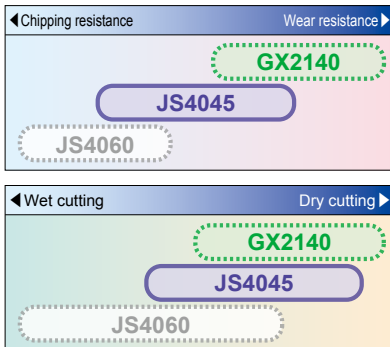 ◀Chipping resistance Wear resistance▶
GX2140
JS4045
JS4060
◀Wet cutting Dry cutting▶
GX2140
JS4045
JS4060